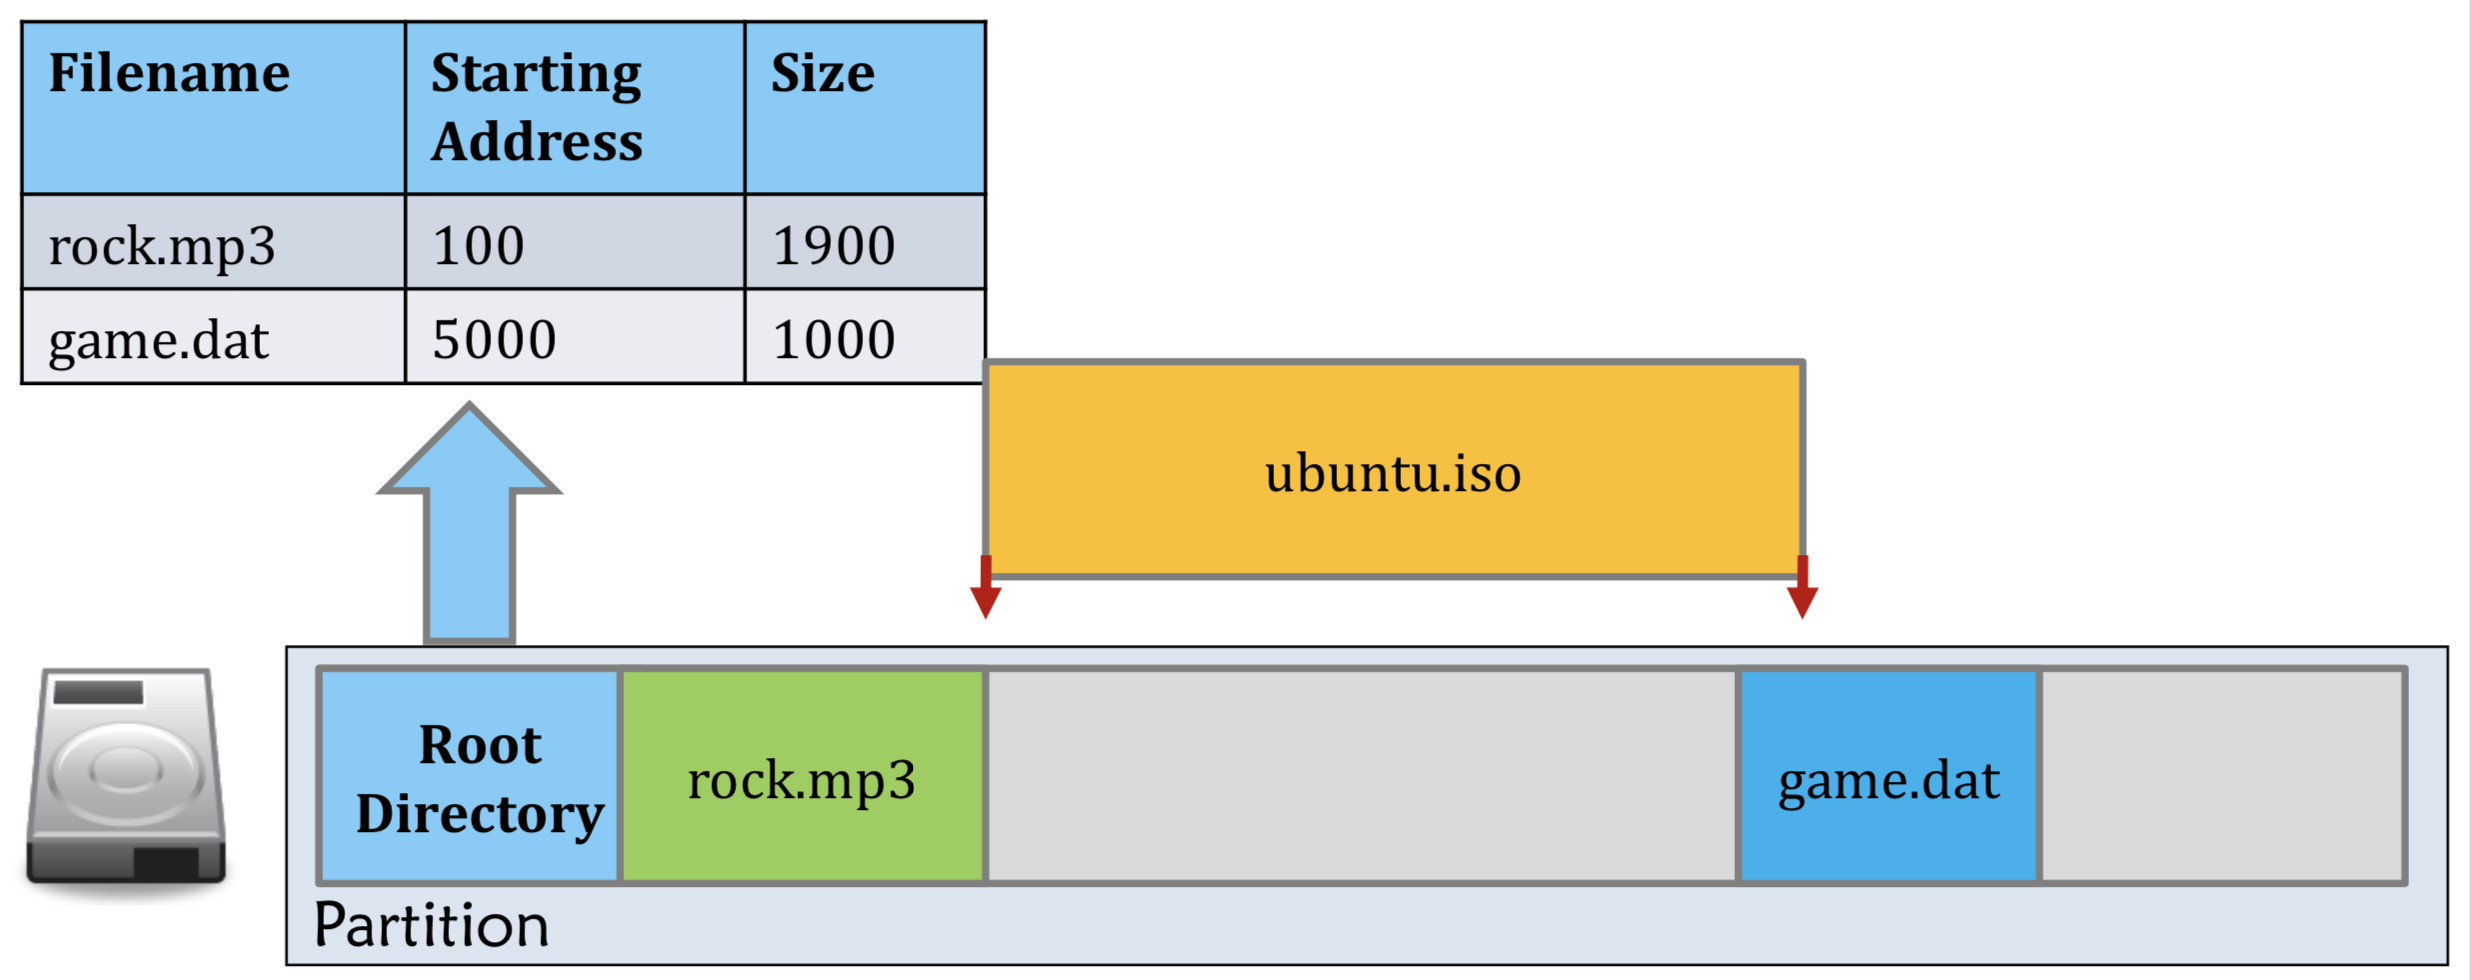 Filename Starting Address Size
rock.mp3 100 1900
game.dat 5000 1000
ubuntu.iso
Root
Directory
rock.mp3
game.dat
Partition